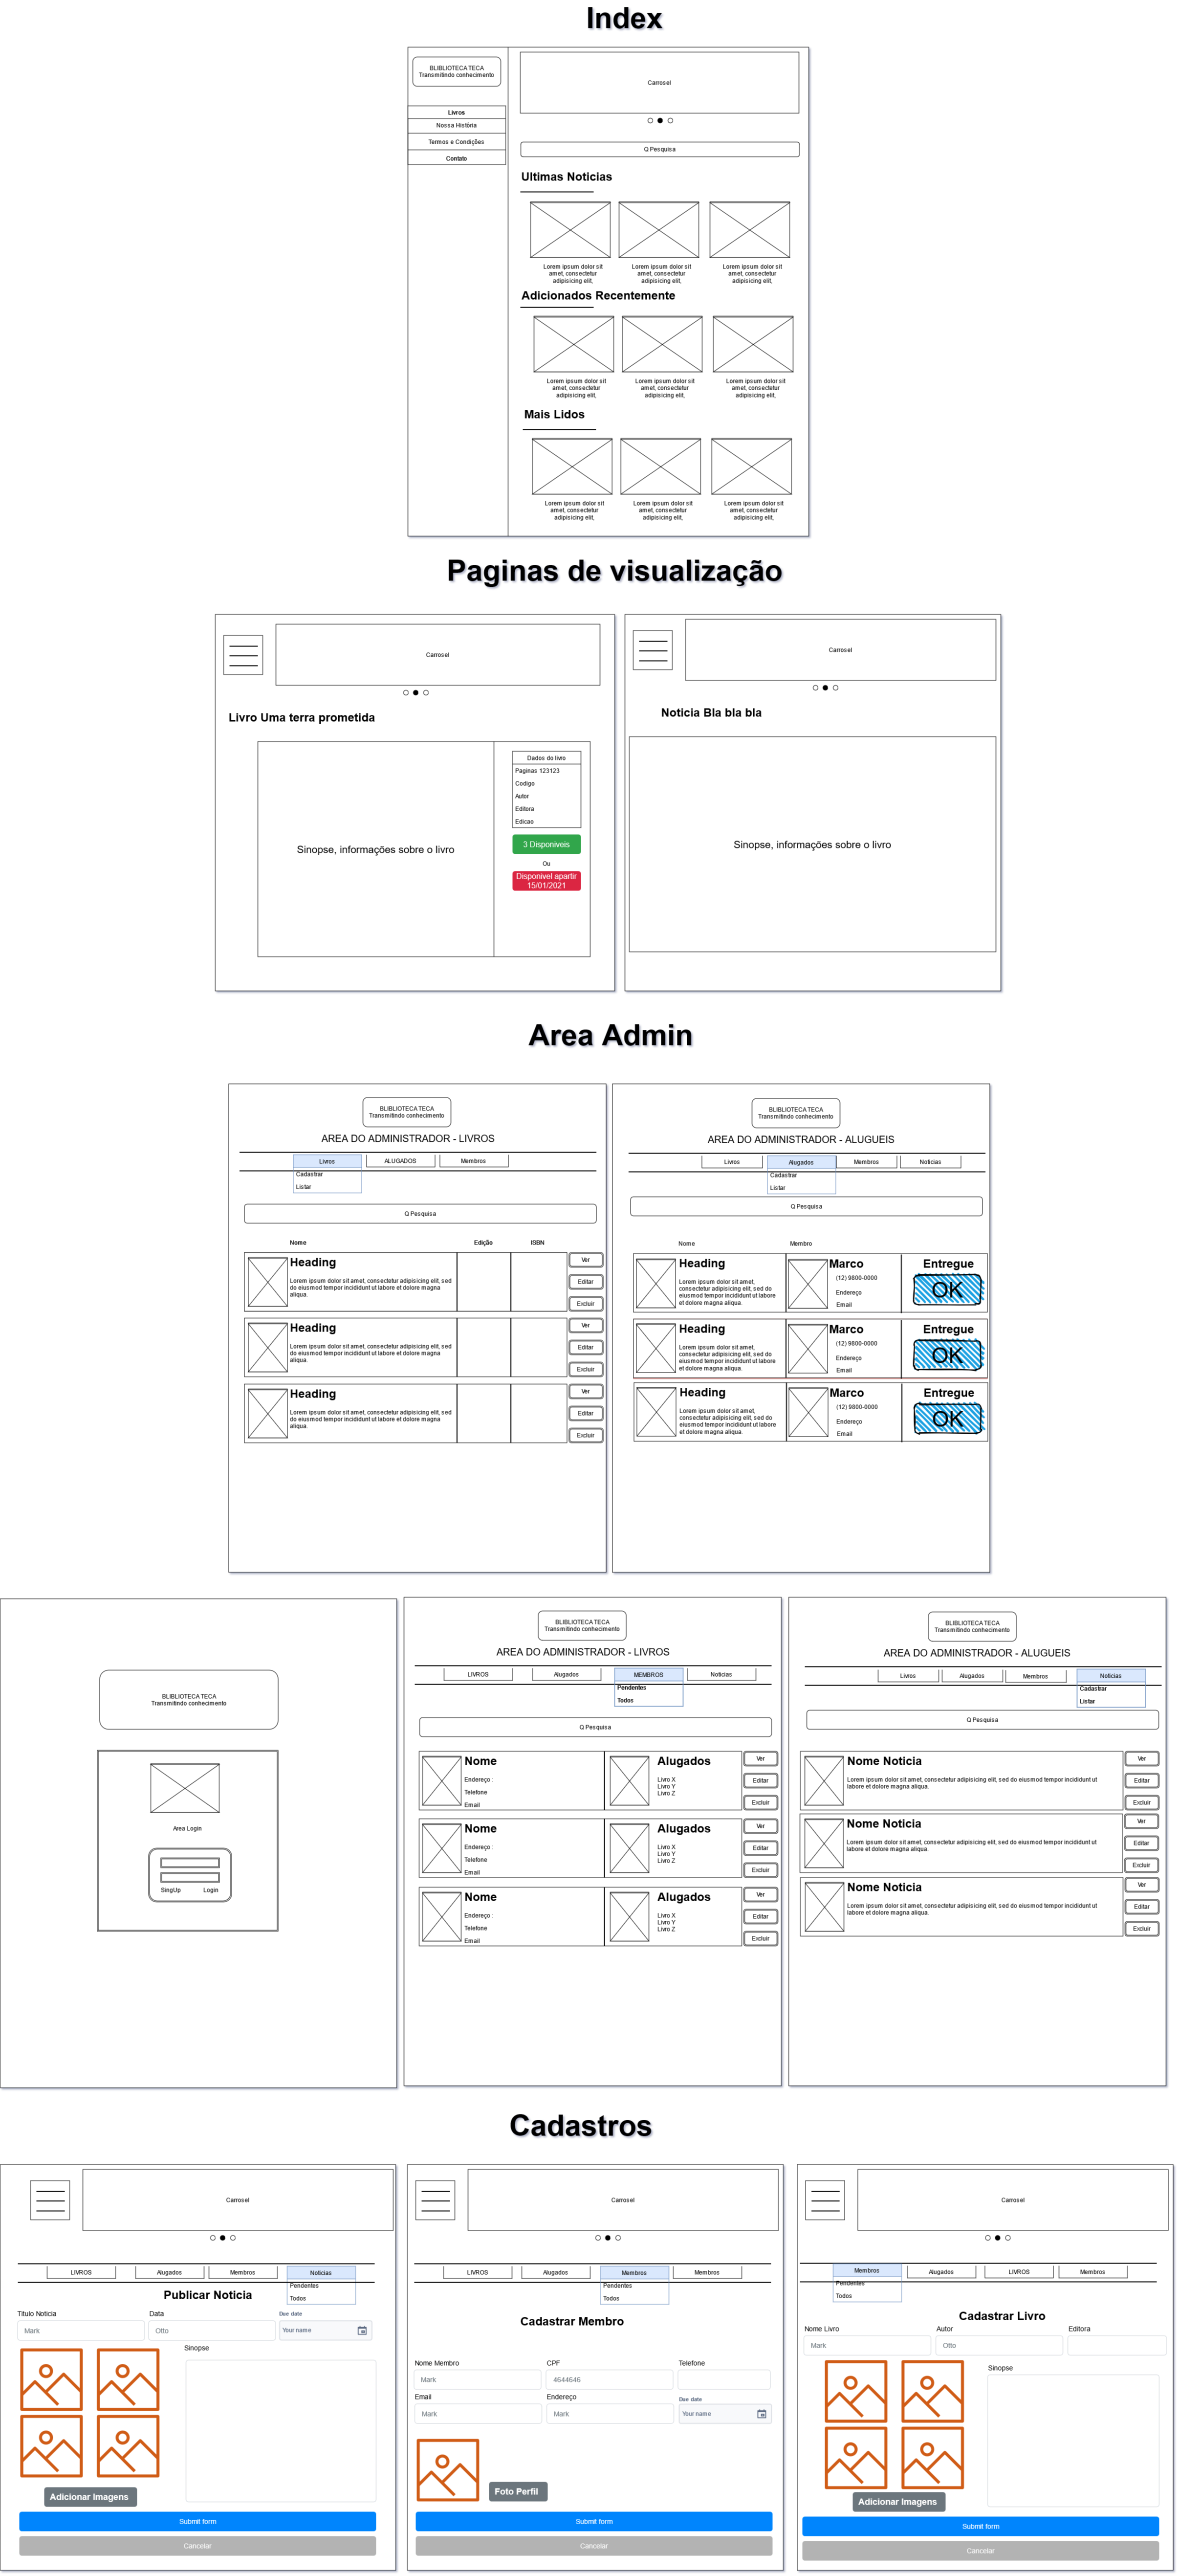 Index
BLIBLIOTECA TECA
Transmitindo conhecimento
Livros
Nossa História
Termos e Condições
Contato
Carrosel
Q Pesquisa
Ultimas Noticias
Lorem ipsum dolor sit
amet, consectetur
adipisicing elit,
Lorem ipsum dolor sit
amet, consectetur
adipisicing elit,
Lorem ipsum dolor sit
amet, consectetur
adipisicing elit,
Adicionados Recentemente
Lorem ipsum dolor sit
amet, consectetur
adipisicing elit,
Lorem ipsum dolor sit
amet, consectetur
adipisicing elit,
Lorem ipsum dolor sit
amet, consectetur
adipisicing elit,
Mais Lidos
Lorem ipsum dolor sit
amet, consectetur
adipisicing elit,
Lorem ipsum dolor sit
amet, consectetur
adipisicing elit,
Lorem ipsum dolor sit
amet, consectetur
adipisicing elit,
Paginas de visualização
Carrosel
Livro Uma terra prometida
Sinopse, informações sobre o livro
Dados do livro
Paginas 123123
Codigo
Autor
Editora
Edicao
3 Disponiveis
Ou
Disponivel apartir
15/01/2021
Carrosel
Noticia Bla bla bla
Sinopse, informações sobre o livro
Area Admin
BLIBLIOTECA TECA
Transmitindo conhecimento
AREA DO ADMINISTRADOR - LIVROS
Livros
ALUGADOS
Membros
Cadastrar
Listar
Q Pesquisa
Nome
Edição
ISBN
Heading
Lorem ipsum dolor sit amet, consectetur adipisicing elit, sed
do eiusmod tempor incididunt ut labore et dolore magna
aliqua.
Ver
Editar
Excluir
Heading
Lorem ipsum dolor sit amet, consectetur adipisicing elit, sed
do eiusmod tempor incididunt ut labore et dolore magna
aliqua.
Ver
Editar
Excluir
Heading
Lorem ipsum dolor sit amet, consectetur adipisicing elit, sed
do eiusmod tempor incididunt ut labore et dolore magna
aliqua.
Ver
Editar
Excluir
BLIBLIOTECA TECA
Transmitindo conhecimento
AREA DO ADMINISTRADOR - ALUGUEIS
Livros
Alugados
Membros
Noticias
Cadastrar
Listar
Q Pesquisa
Nome
Membro
Heading
Lorem ipsum dolor sit amet,
consectetur adipisicing elit, sed do
eiusmod tempor incididunt ut labore
et dolore magna aliqua.
Marco
(12) 9800-0000
Endereço
Email
Entregue
OK
Heading
Lorem ipsum dolor sit amet,
consectetur adipisicing elit, sed do
eiusmod tempor incididunt ut labore
et dolore magna aliqua.
Marco
(12) 9800-0000
Endereço
Email
Entregue
OK
Heading
Lorem ipsum dolor sit amet,
consectetur adipisicing elit, sed do
eiusmod tempor incididunt ut labore
et dolore magna aliqua.
Marco
(12) 9800-0000
Endereço
Email
Entregue
OK
BLIBLIOTECA TECA
Transmitindo conhecimento
Area Login
SingUp
Login
BLIBLIOTECA TECA
Transmitindo conhecimento
AREA DO ADMINISTRADOR - LIVROS
LIVROS
Alugados
MEMBROS
Noticias
Pendentes
Todos
Q Pesquisa
Nome
Endereço :
Telefone
Email
Alugados
Livro X
Livro Y
Livro Z
Ver
Editar
Excluir
Nome
Endereço :
Telefone
Email
Alugados
Livro X
Livro Y
Livro Z
Ver
Editar
Excluir
Nome
Endereço :
Telefone
Email
Alugados
Livro X
Livro Y
Livro Z
Ver
Editar
Excluir
BLIBLIOTECA TECA
Transmitindo conhecimento
AREA DO ADMINISTRADOR - ALUGUEIS
Livros
Alugados
Membros
Noticias
Cadastrar
Listar
Q Pesquisa
Nome Noticia
Lorem ipsum dolor sit amet, consectetur adipisicing elit, sed do eiusmod tempor incididunt ut
labore et dolore magna aliqua.
Ver
Editar
Excluir
Nome Noticia
Lorem ipsum dolor sit amet, consectetur adipisicing elit, sed do eiusmod tempor incididunt ut
labore et dolore magna aliqua.
Ver
Editar
Excluir
Nome Noticia
Lorem ipsum dolor sit amet, consectetur adipisicing elit, sed do eiusmod tempor incididunt ut
labore et dolore magna aliqua.
Ver
Editar
Excluir
Cadastros
Carrosel
LIVROS
Alugados
Membros
Noticias
Pendentes
Todos
Publicar Noticia
Titulo Noticia
Data
Due date
Mark
Otto
Your name
Sinopse
Adicionar Imagens
Submit form
Cancelar
Carrosel
LIVROS
Alugados
Membros
Membros
Pendentes
Todos
Cadastrar Membro
Nome Membro
CPF
Telefone
Mark
4644646
Email
Endereço
Due date
Mark
Mark
Your name
Foto Perfil
Submit form
Cancelar
Carrosel
Membros
Alugados
LIVROS
Membros
Pendentes
Todos
Cadastrar Livro
Nome Livro
Autor
Editora
Mark
Otto
Sinopse
Adicionar Imagens
Submit form
Cancelar